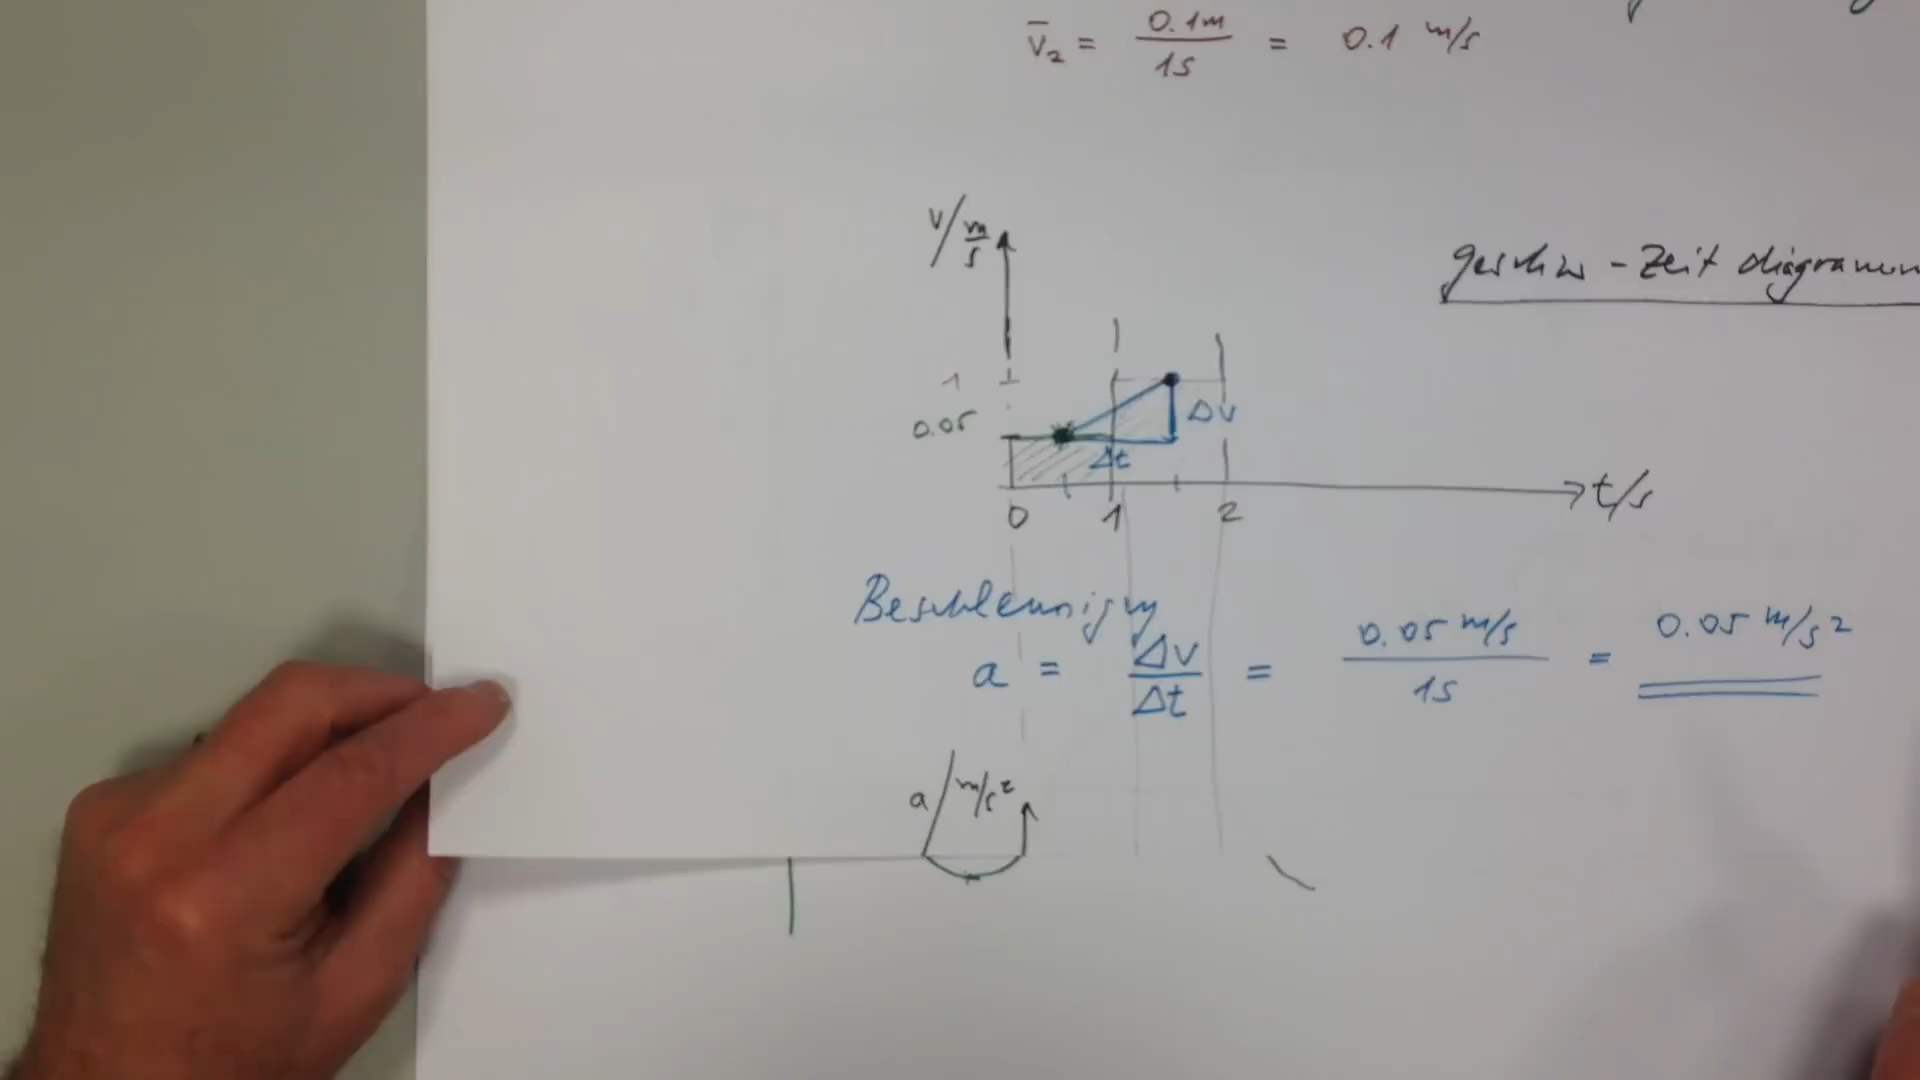 v̄₂ = 0.1m / 1s = 0.1 m/s
v/ m/s
geschw - Zeit diagramm
1
0.05
Δv
Δt
t/s
0 1 2
Beschleunigung
a = Δv / Δt = 0.05 m/s / 1s = 0.05 m/s²
a / m/s²